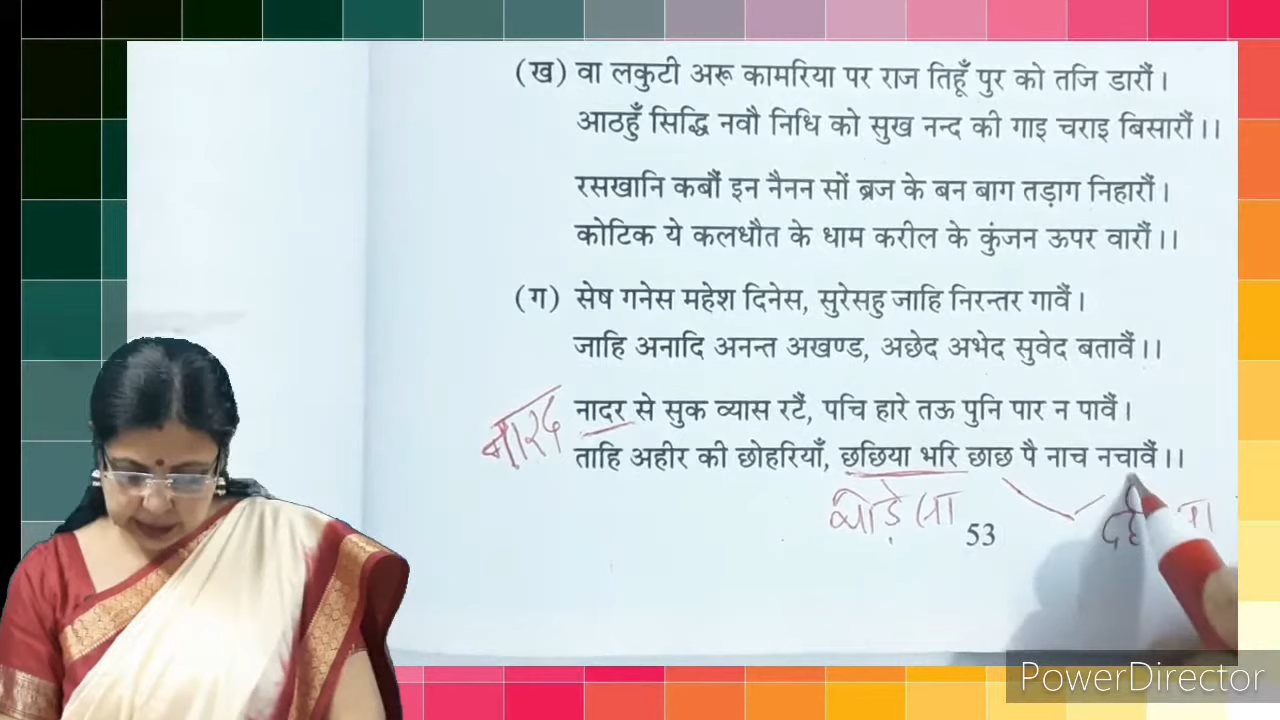 (ख) वा लकुटी अरू कामरिया पर राज तिहूँ पुर को तजि डारौं।
आठहुँ सिद्धि नवौ निधि को सुख नन्द की गाइ चराइ बिसारौं।।
रसखानि कबौं इन नैनन सों ब्रज के बन बाग तड़ाग निहारौं।
कोटिक ये कलधौत के धाम करील के कुंजन ऊपर वारौं।।
(ग) सेष गनेस महेश दिनेस, सुरेसहु जाहि निरन्तर गावैं।
जाहि अनादि अनन्त अखण्ड, अछेद अभेद सुवेद बतावैं।।
नारद नादर से सुक व्यास रटैं, पचि हारे तऊ पुनि पार न पावैं।
ताहि अहीर की छोहरियाँ, छछिया भरि छाछ पै नाच नचावैं।।
थोड़े सा
53
PowerDirector